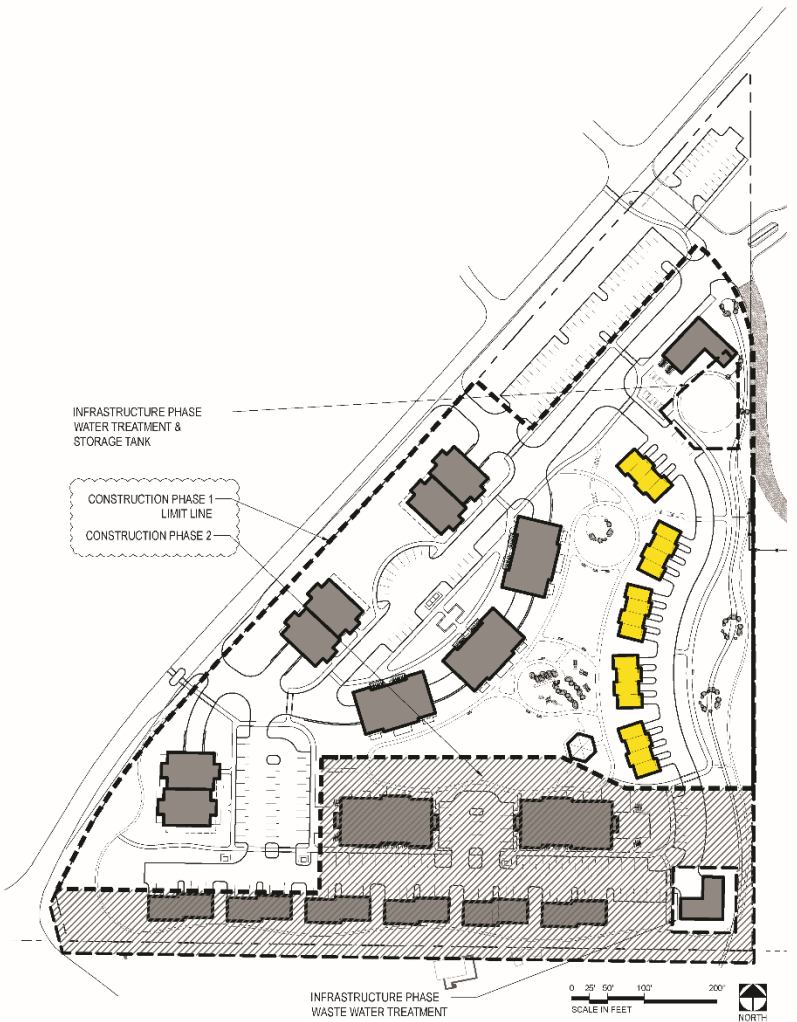 INFRASTRUCTURE PHASE
WATER TREATMENT &
STORAGE TANK
CONSTRUCTION PHASE 1
LIMIT LINE
CONSTRUCTION PHASE 2
INFRASTRUCTURE PHASE
WASTE WATER TREATMENT
0 25' 50' 100' 200'
SCALE IN FEET
NORTH